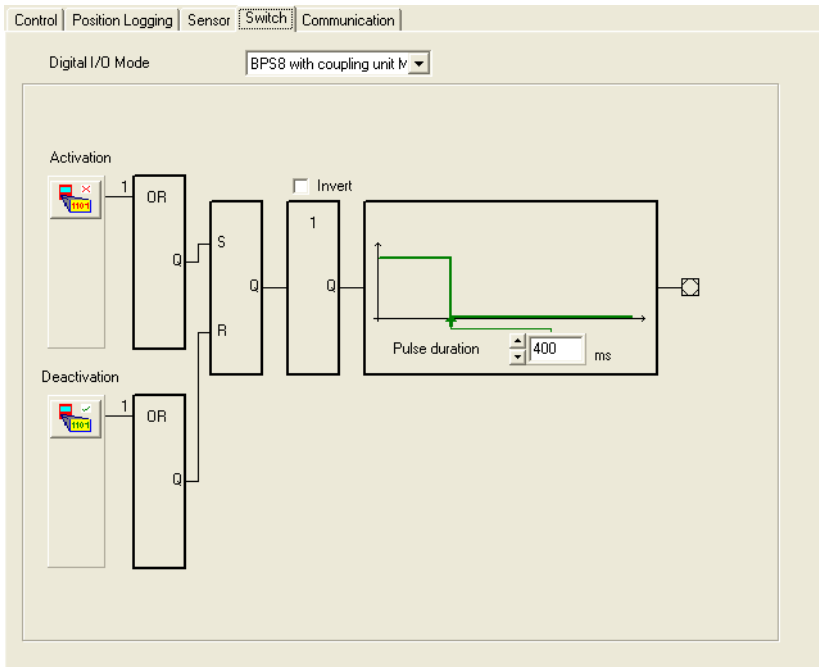 Control Position Logging Sensor Switch Communication
Digital I/O Mode BPS8 with coupling unit
Activation
1 OR
Q
Invert
S
R
Q
1
Q
Pulse duration 400 ms
Deactivation
1 OR
Q